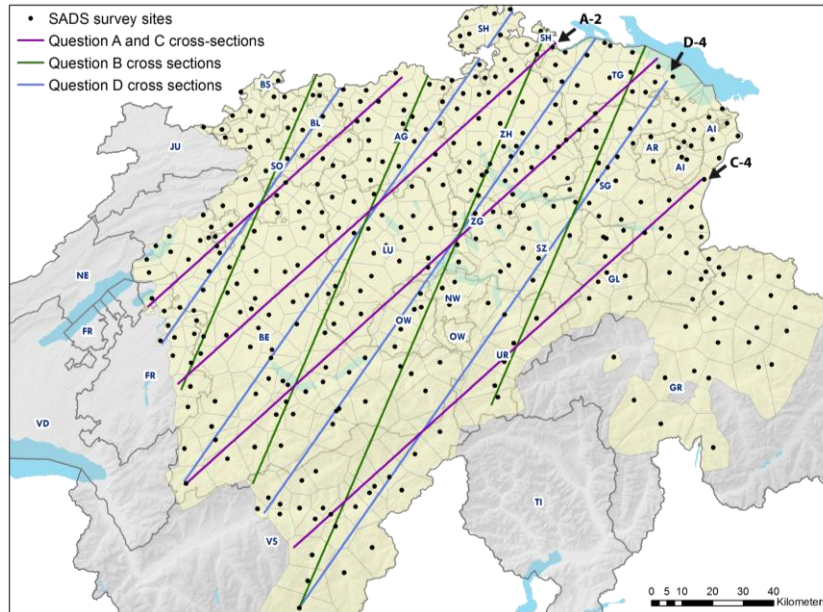 SADS survey sites
Question A and C cross-sections
Question B cross sections
Question D cross sections
A-2
D-4
C-4
SH
SH
BS
BL
TG
JU
AG
ZH
AR
AI
AI
SO
SG
ZG
LU
SZ
NE
GL
NW
FR
OW
BE
OW
UR
FR
GR
VD
TI
VS
0 5 10 20 30 40
Kilometers